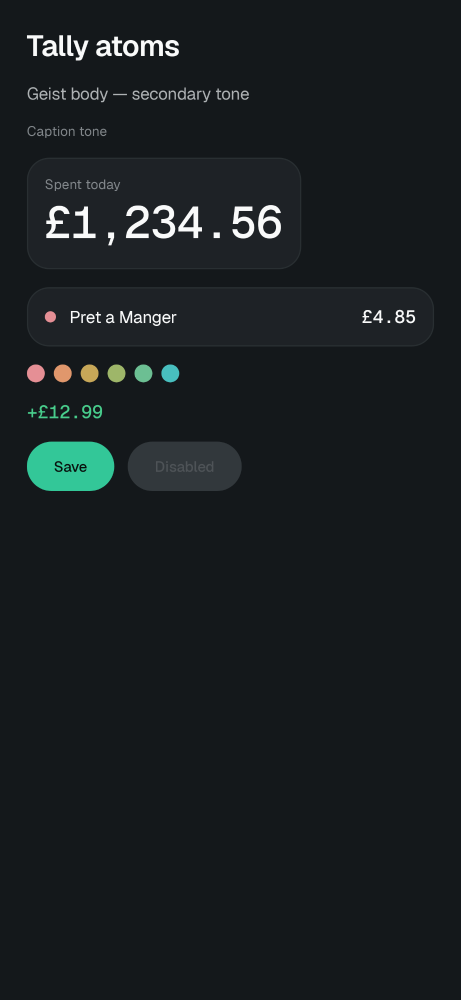 Tally atoms
Geist body — secondary tone
Caption tone
Spent today
£1,234.56
Pret a Manger £4.85
+£12.99
Save Disabled